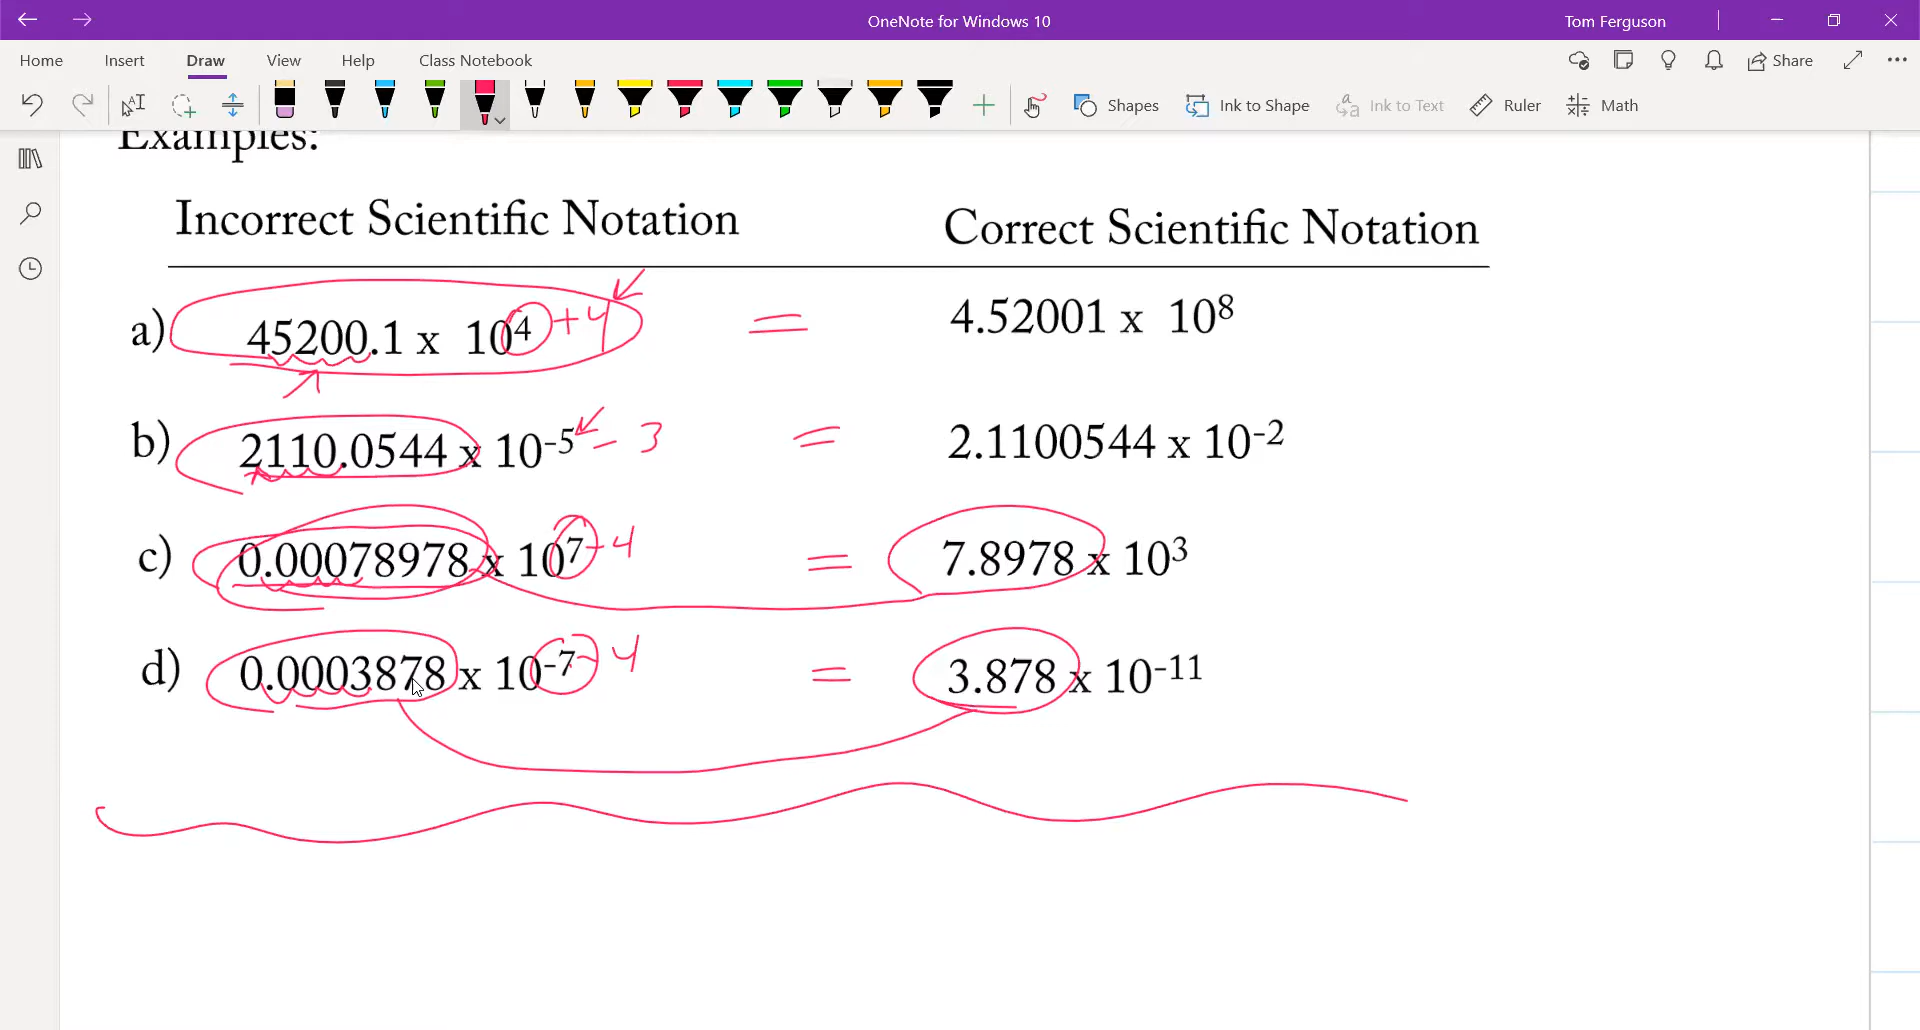 OneNote for Windows 10
Tom Ferguson
Home Insert Draw View Help Class Notebook
Share
Shapes Ink to Shape Ink to Text Ruler Math
Examples:
Incorrect Scientific Notation Correct Scientific Notation
a) 45200.1 x 10⁴ +4 = 4.52001 x 10⁸
b) 2110.0544 x 10⁻⁵ - 3 = 2.1100544 x 10⁻²
c) 0.00078978 x 10⁷ - 4 = 7.8978 x 10³
d) 0.0003878 x 10⁻⁷ - 4 = 3.878 x 10⁻¹¹